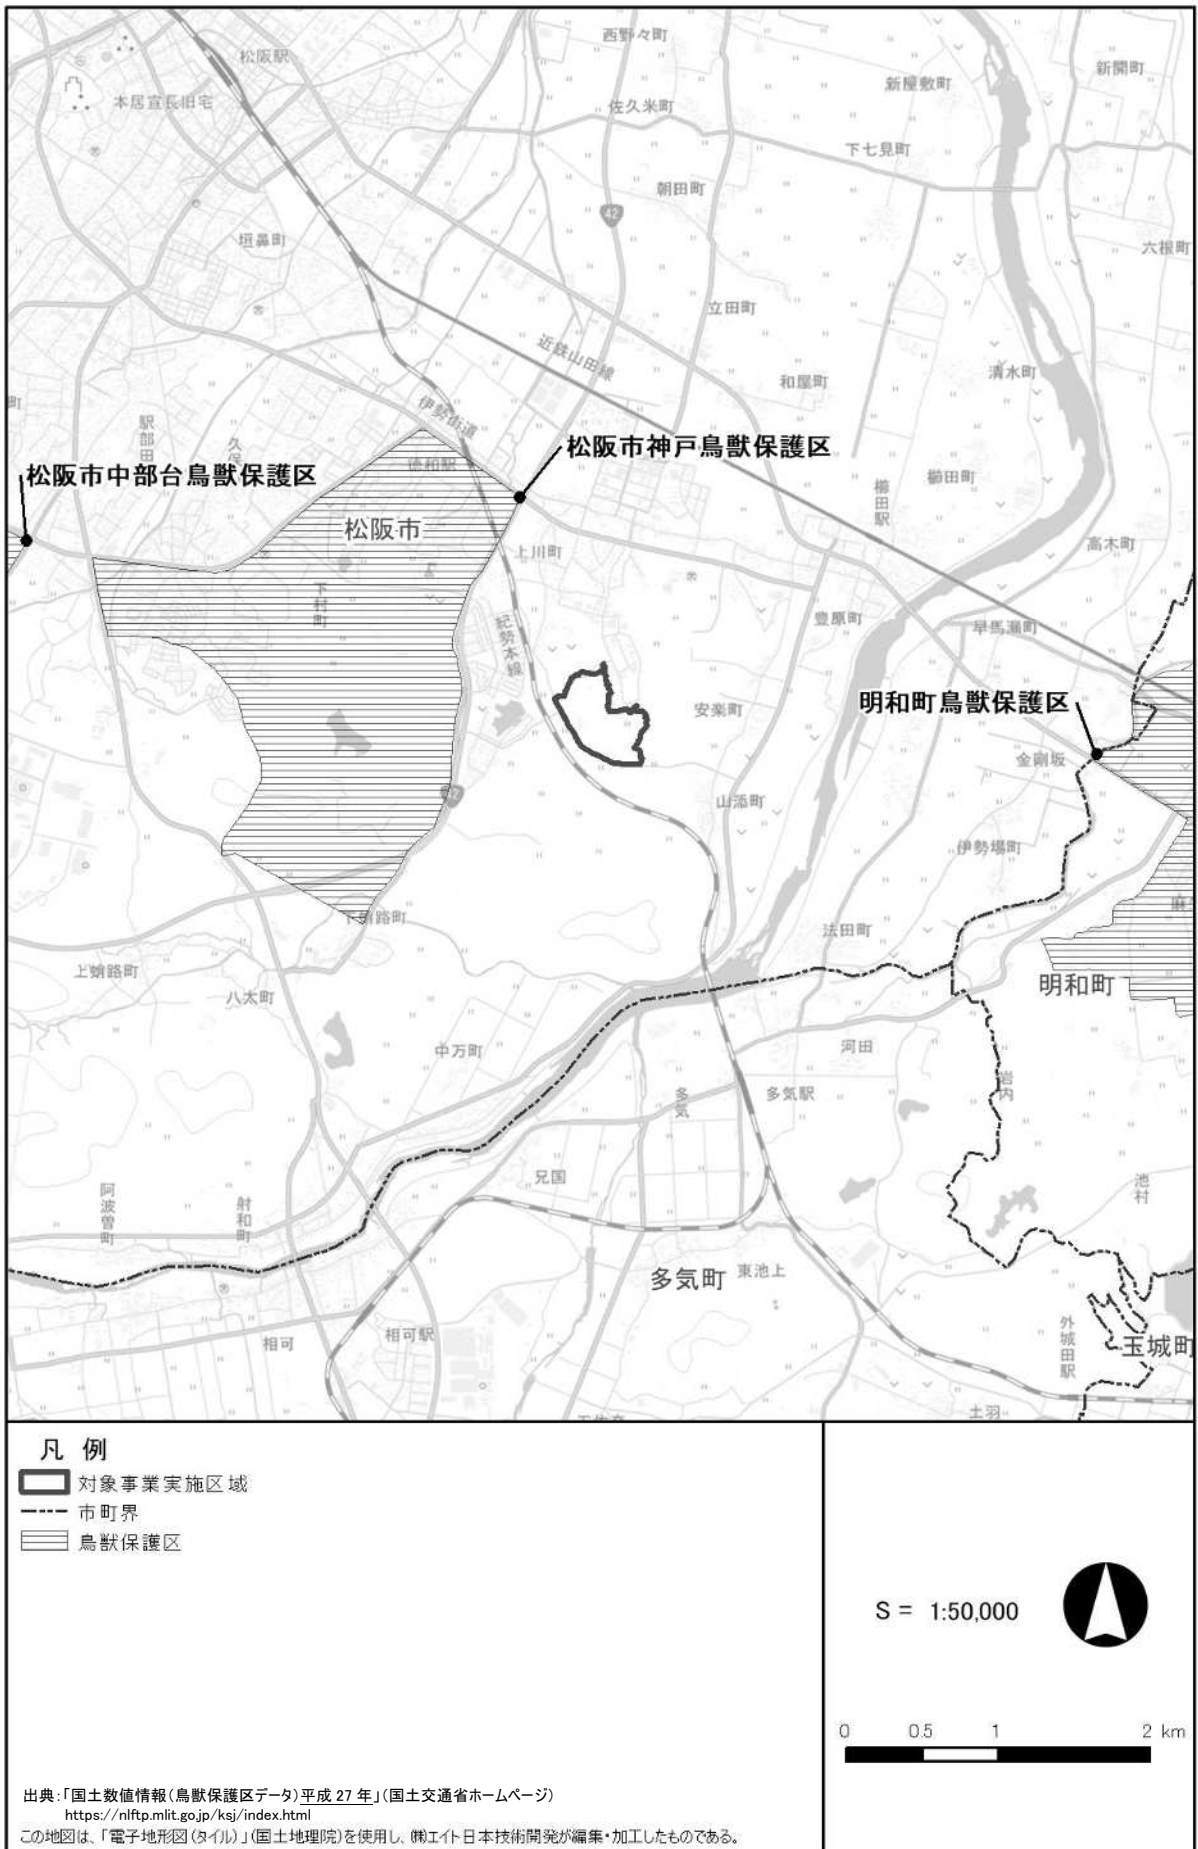 西野々町
新開町
松阪駅
新屋敷町
本居宣長旧宅
佐久米町
下七見町
朝田町
42
垣鼻町
六根町
立田町
近鉄山田線
清水町
和屋町
町
伊勢街道
駅部田
久保
松阪市神戸鳥獣保護区
徳和駅
松阪市中部台鳥獣保護区
櫛田町
櫛田駅
松阪市
上川町
高木町
下村町
豊原町
早馬瀬町
紀勢本線
安楽町
明和町鳥獣保護区
金剛坂
42
山添町
伊勢場町
下蛸路町
法田町
上蛸路町
明和町
八太町
中万町
河田
岩内
多気
多気駅
兄国
池村
阿波曽町
射和町
多気町
東池上
相可
相可駅
外城田駅
玉城町
土羽
凡 例
対象事業実施区域
市町界
鳥獣保護区
S = 1:50,000
0 0.5 1 2 km
出典:「国土数値情報(鳥獣保護区データ)平成 27 年」(国土交通省ホームページ)
https://nlftp.mlit.go.jp/ksj/index.html
この地図は、「電子地形図(タイル)」(国土地理院)を使用し、㈱エイト日本技術開発が編集・加工したものである。